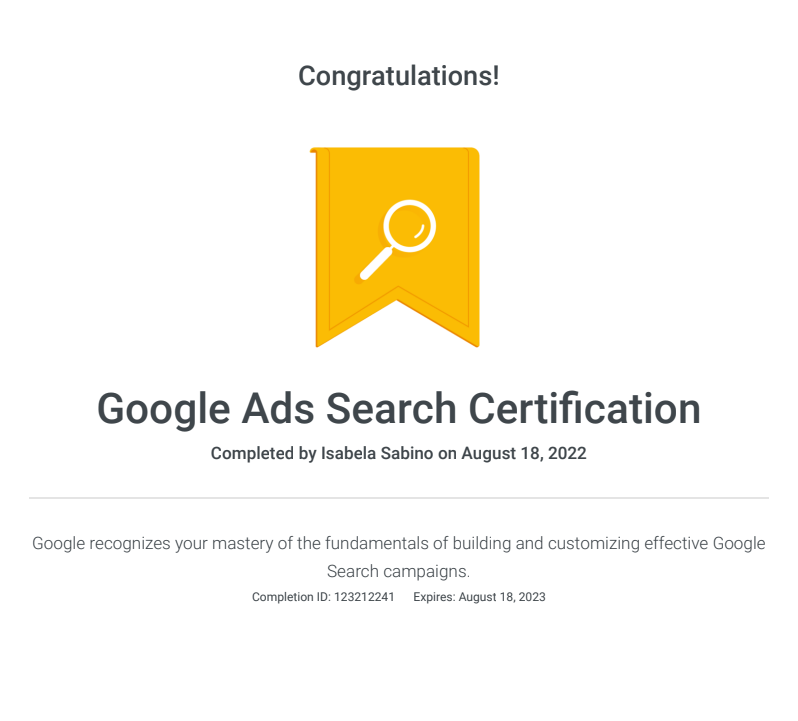 Congratulations!
Google Ads Search Certification
Completed by Isabela Sabino on August 18, 2022
Google recognizes your mastery of the fundamentals of building and customizing effective Google
Search campaigns.
Completion ID: 123212241 Expires: August 18, 2023